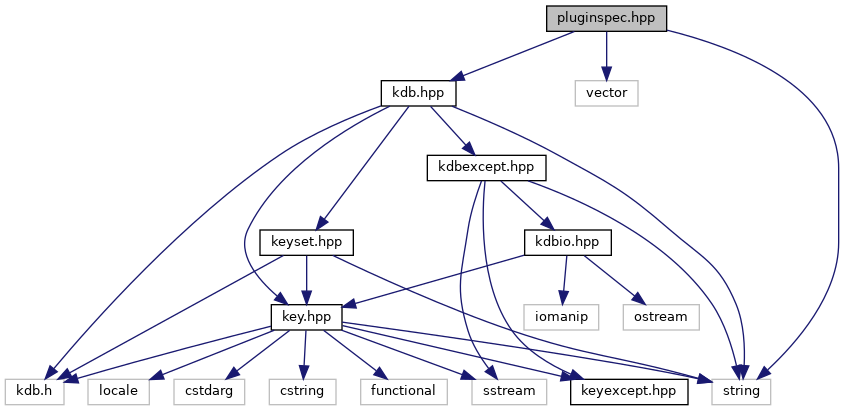 pluginspec.hpp
kdb.hpp
vector
kdbexcept.hpp
keyset.hpp
kdbio.hpp
key.hpp
iomanip
ostream
kdb.h
locale
cstdarg
cstring
functional
sstream
keyexcept.hpp
string